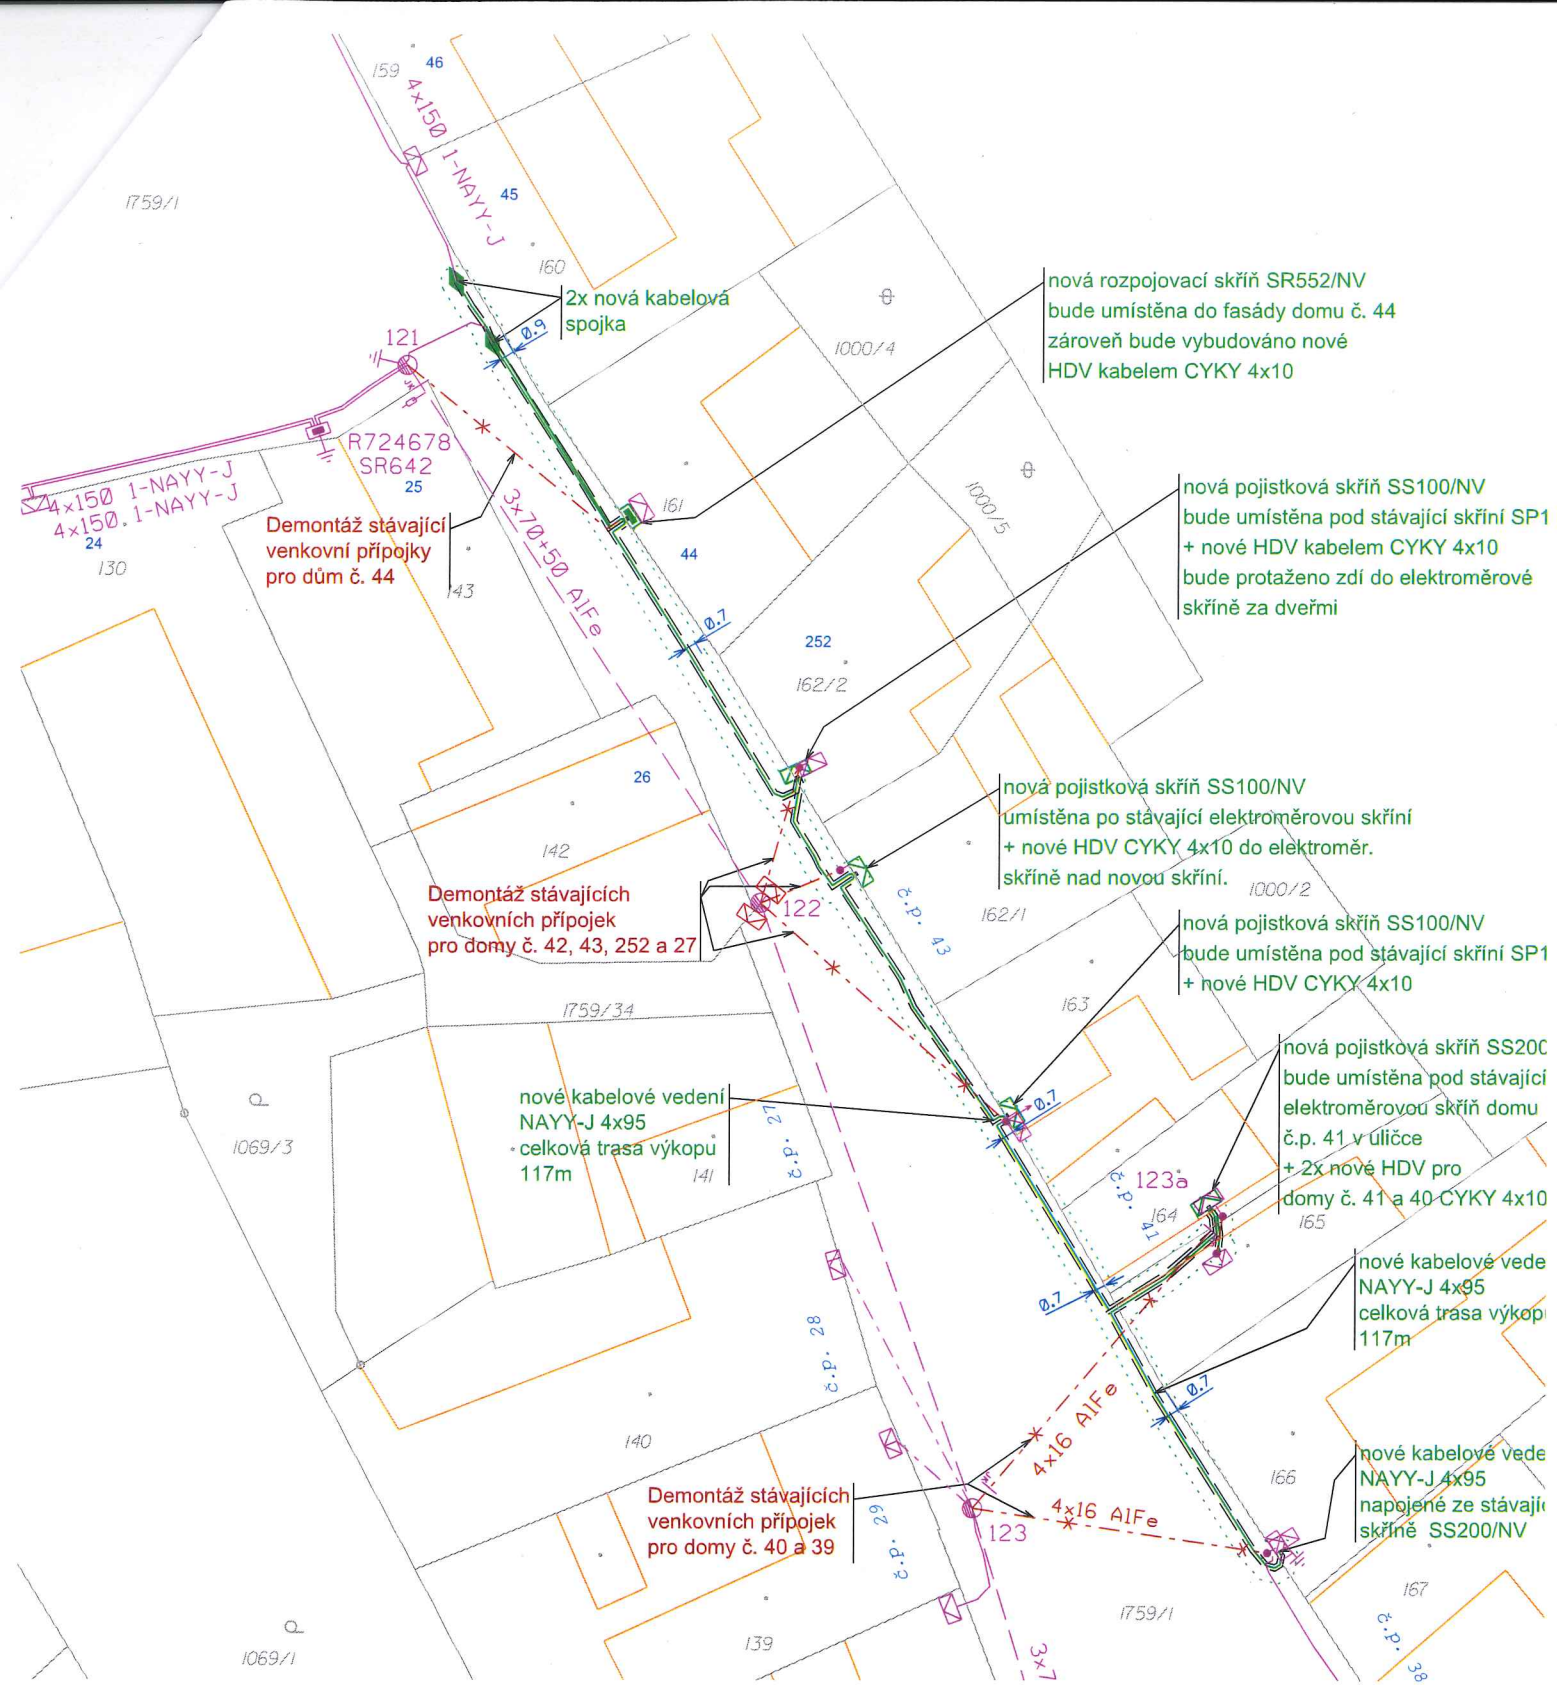 159
46
4x150 1-NAYY-J
1759/1
45
160
2x nová kabelová
spojka
0.9
121
nová rozpojovací skříň SR552/NV
bude umístěna do fasády domu č. 44
zároveň bude vybudováno nové
HDV kabelem CYKY 4x10
1000/4
R724678
SR642
25
4x150 1-NAYY-J
4x150.1-NAYY-J
24
130
Demontáž stávající
venkovní přípojky
pro dům č. 44
143
3x70+50 AlFe
161
44
1000/5
nová pojistková skříň SS100/NV
bude umístěna pod stávající skříní SP1
+ nové HDV kabelem CYKY 4x10
bude protaženo zdí do elektroměrové
skříně za dveřmi
0.7
252
162/2
26
142
nová pojistková skříň SS100/NV
umístěna po stávající elektroměrovou skříní
+ nové HDV CYKY 4x10 do elektroměr.
skříně nad novou skříní.
Demontáž stávajících
venkovních přípojek
pro domy č. 42, 43, 252 a 27
122
č.p. 43
162/1
1000/2
nová pojistková skříň SS100/NV
bude umístěna pod stávající skříní SP1
+ nové HDV CYKY 4x10
163
1759/34
nové kabelové vedení
NAYY-J 4x95
celková trasa výkopu
117m
141
č.p. 27
0.7
nová pojistková skříň SS200
bude umístěna pod stávající
elektroměrovou skříň domu
č.p. 41 v uličce
+ 2x nové HDV pro
domy č. 41 a 40 CYKY 4x10
1069/3
123a
č.p. 41
164
165
0.7
nové kabelové vede
NAYY-J 4x95
celková trasa výkop
117m
č.p. 28
0.7
4x16 AlFe
140
166
nové kabelové vede
NAYY-J 4x95
napojené ze stávají
skříně SS200/NV
Demontáž stávajících
venkovních přípojek
pro domy č. 40 a 39
č.p. 29
123
4x16 AlFe
167
1759/1
č.p. 38
139
3x7
1069/1